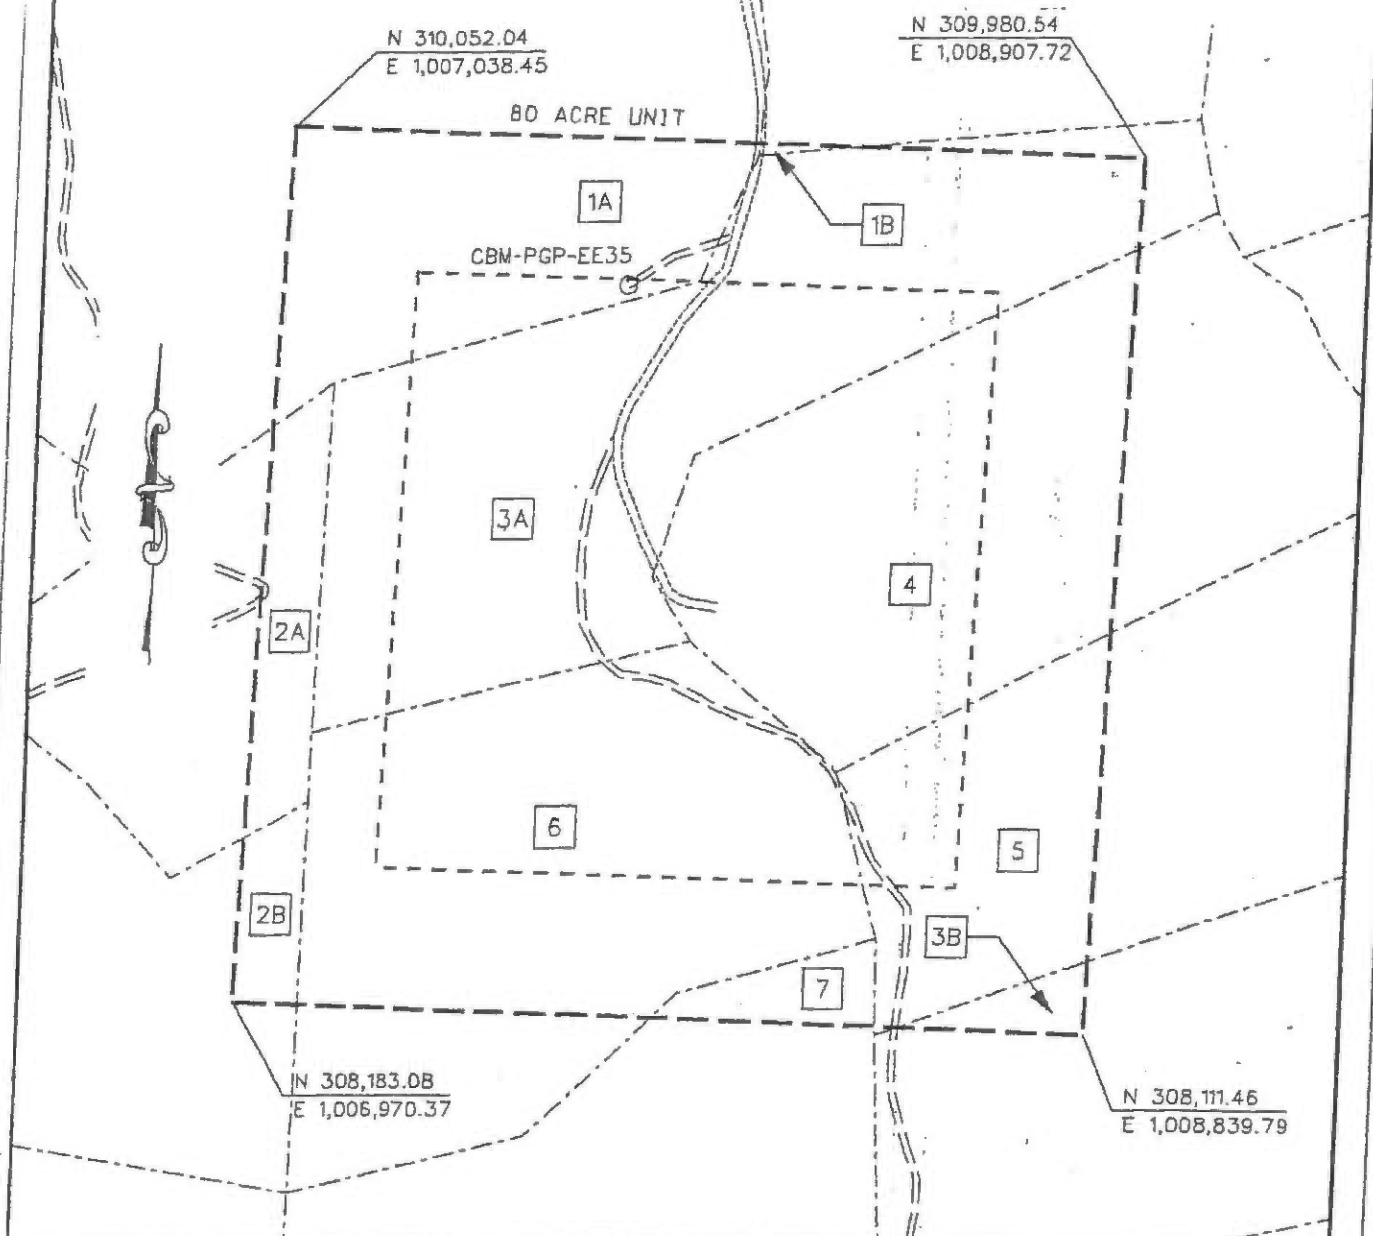 N 310,052.04
E 1,007,038.45
N 309,980.54
E 1,008,907.72
80 ACRE UNIT
1A
1B
CBM-PGP-EE35
3A
4
2A
6
5
2B
3B
7
N 308,183.08
E 1,006,970.37
N 308,111.46
E 1,008,839.79